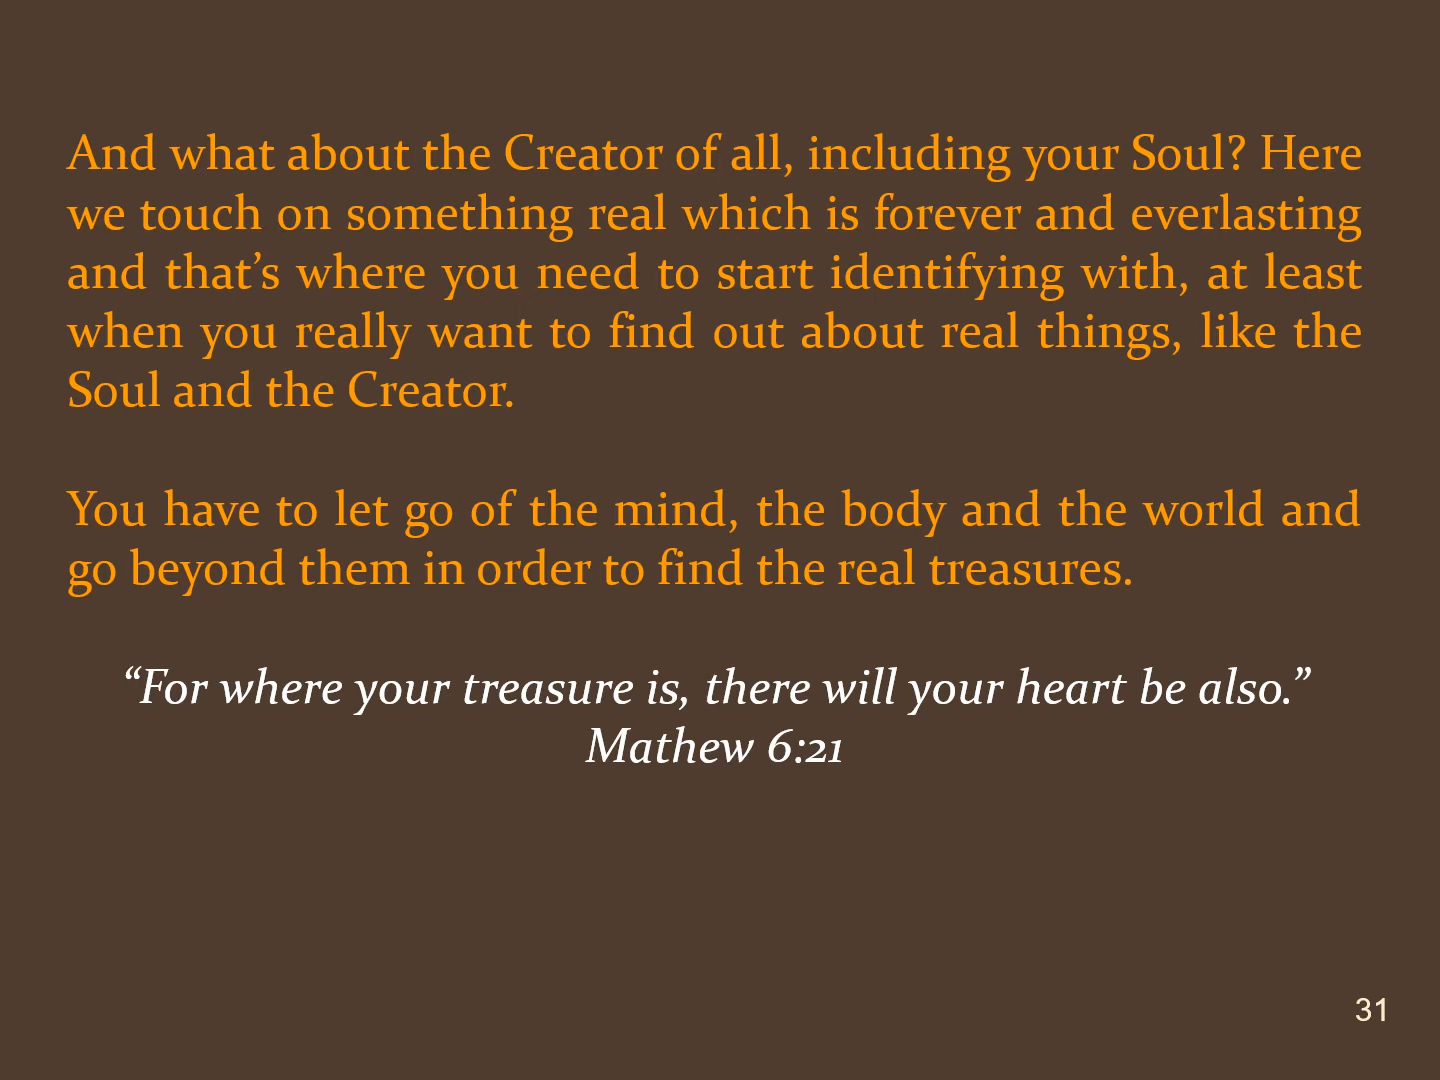 And what about the Creator of all, including your Soul? Here
we touch on something real which is forever and everlasting
and that’s where you need to start identifying with, at least
when you really want to find out about real things, like the
Soul and the Creator.
You have to let go of the mind, the body and the world and
go beyond them in order to find the real treasures.
“For where your treasure is, there will your heart be also.”
Mathew 6:21
31